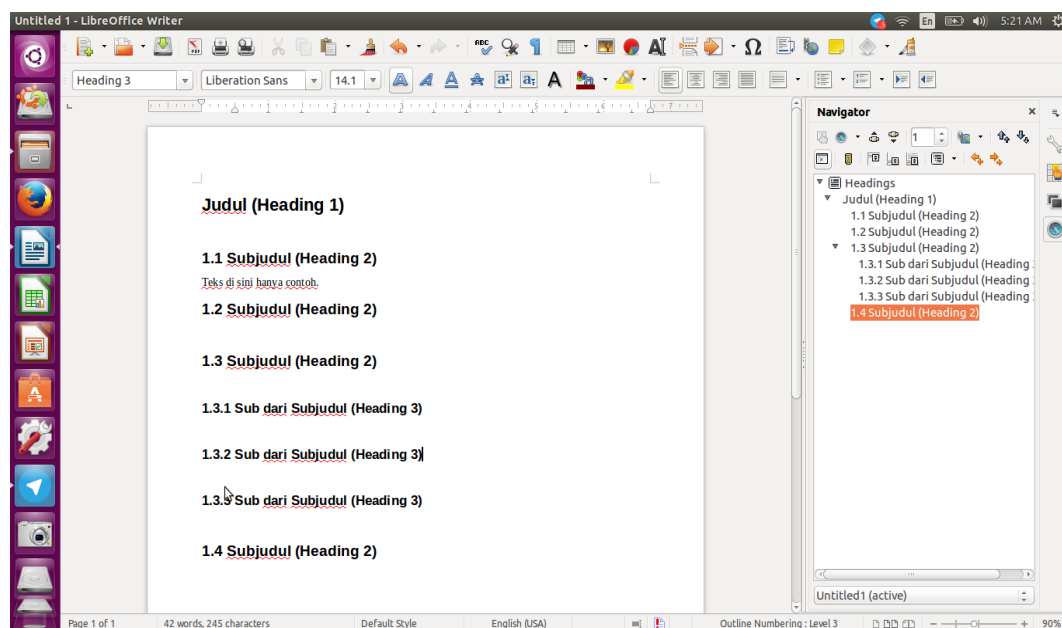 Untitled 1 - LibreOffice Writer
En
5:21 AM
Heading 3
Liberation Sans
14.1
Navigator
1
Headings
Judul (Heading 1)
1.1 Subjudul (Heading 2)
1.2 Subjudul (Heading 2)
1.3 Subjudul (Heading 2)
1.3.1 Sub dari Subjudul (Heading
1.3.2 Sub dari Subjudul (Heading
1.3.3 Sub dari Subjudul (Heading
1.4 Subjudul (Heading 2)
Untitled1 (active)
Judul (Heading 1)
1.1 Subjudul (Heading 2)
Teks di sini hanya contoh.
1.2 Subjudul (Heading 2)
1.3 Subjudul (Heading 2)
1.3.1 Sub dari Subjudul (Heading 3)
1.3.2 Sub dari Subjudul (Heading 3)
1.3.3 Sub dari Subjudul (Heading 3)
1.4 Subjudul (Heading 2)
Page 1 of 1
42 words, 245 characters
Default Style
English (USA)
Outline Numbering : Level 3
90%